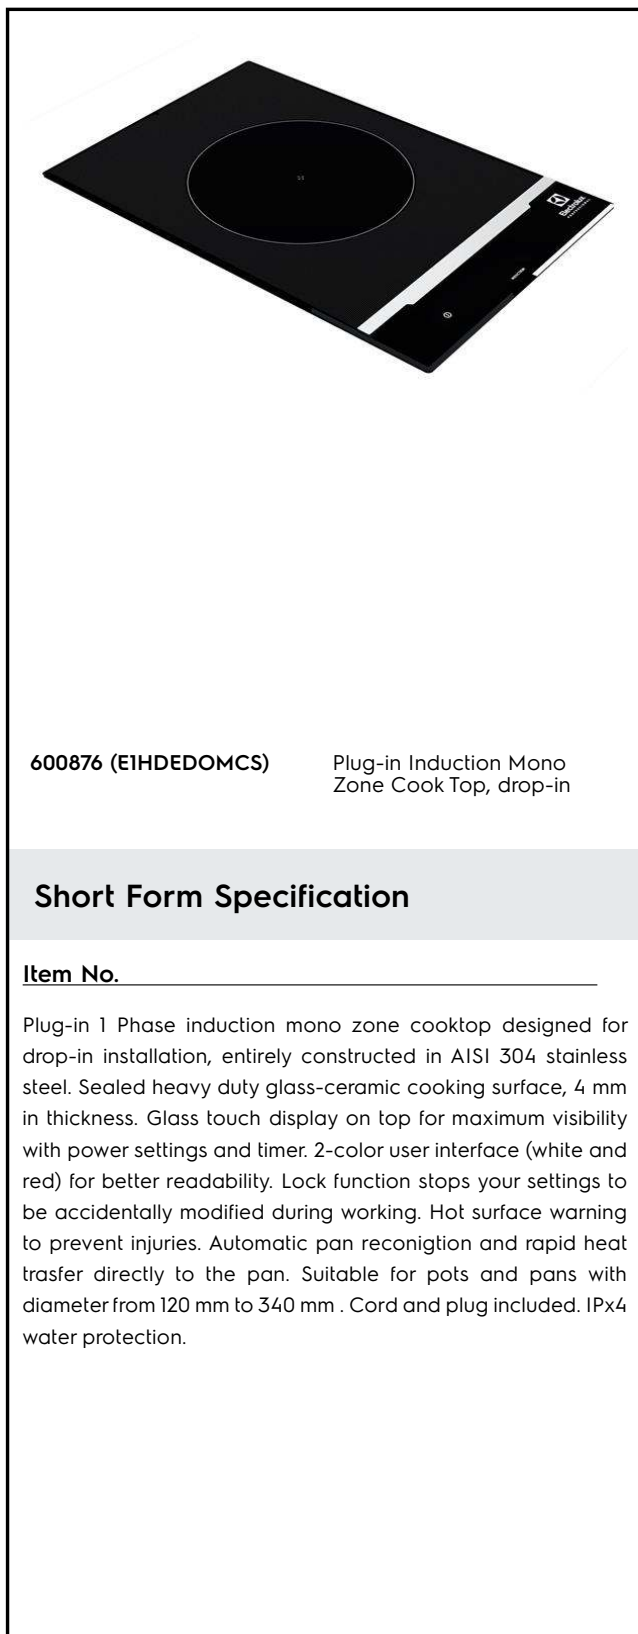 Electrolux
PROFESSIONAL
600876 (E1HDEDOMCS)
Plug-in Induction Mono
Zone Cook Top, drop-in
Short Form Specification
Item No.
Plug-in 1 Phase induction mono zone cooktop designed for
drop-in installation, entirely constructed in AISI 304 stainless
steel. Sealed heavy duty glass-ceramic cooking surface, 4 mm
in thickness. Glass touch display on top for maximum visibility
with power settings and timer. 2-color user interface (white and
red) for better readability. Lock function stops your settings to
be accidentally modified during working. Hot surface warning
to prevent injuries. Automatic pan reconigtion and rapid heat
trasfer directly to the pan. Suitable for pots and pans with
diameter from 120 mm to 340 mm . Cord and plug included. IPx4
water protection.